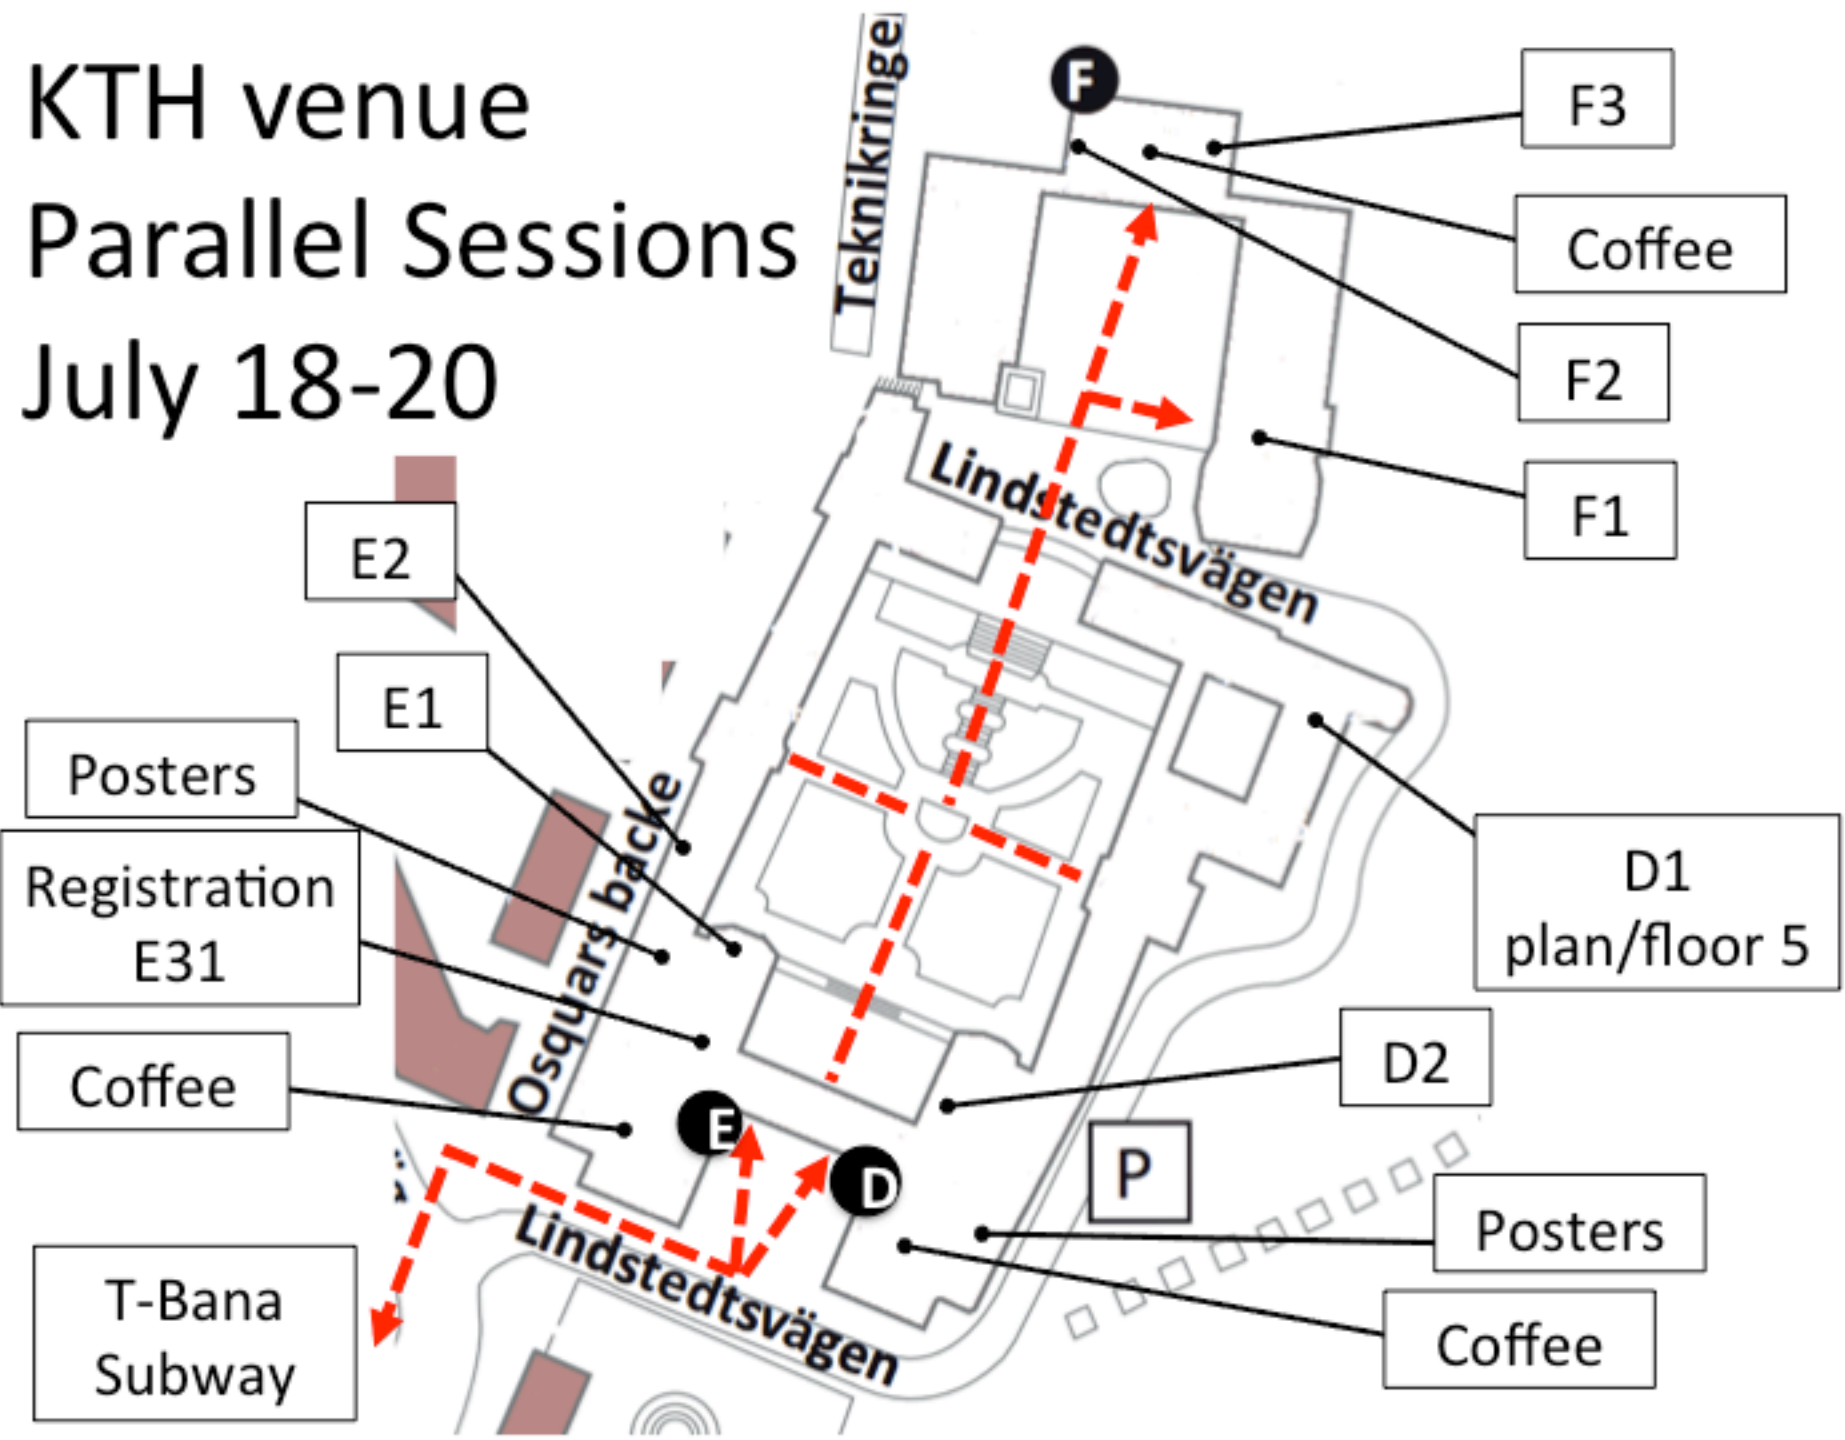 KTH venue
Parallel Sessions
July 18-20
Teknikringe
F
F3
Coffee
F2
F1
Lindstedtsvägen
E2
E1
Posters
Registration
E31
Coffee
Osquars backe
D1
plan/floor 5
D2
E
D
P
Posters
Coffee
Lindstedtsvägen
T-Bana
Subway